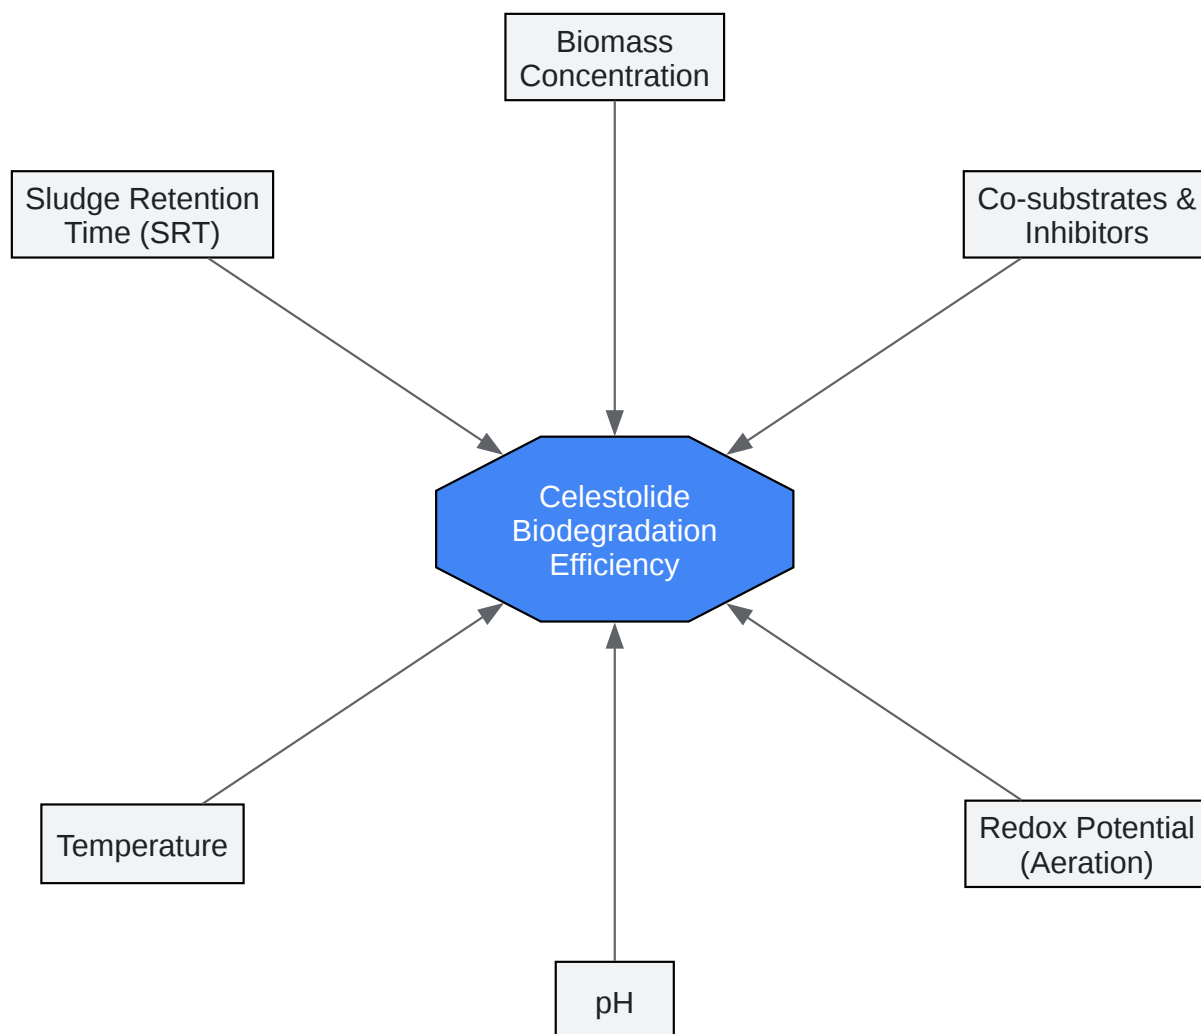 Biomass
Concentration
Sludge Retention
Time (SRT)
Co-substrates &
Inhibitors
Celestolide
Biodegradation
Efficiency
Temperature
Redox Potential
(Aeration)
pH